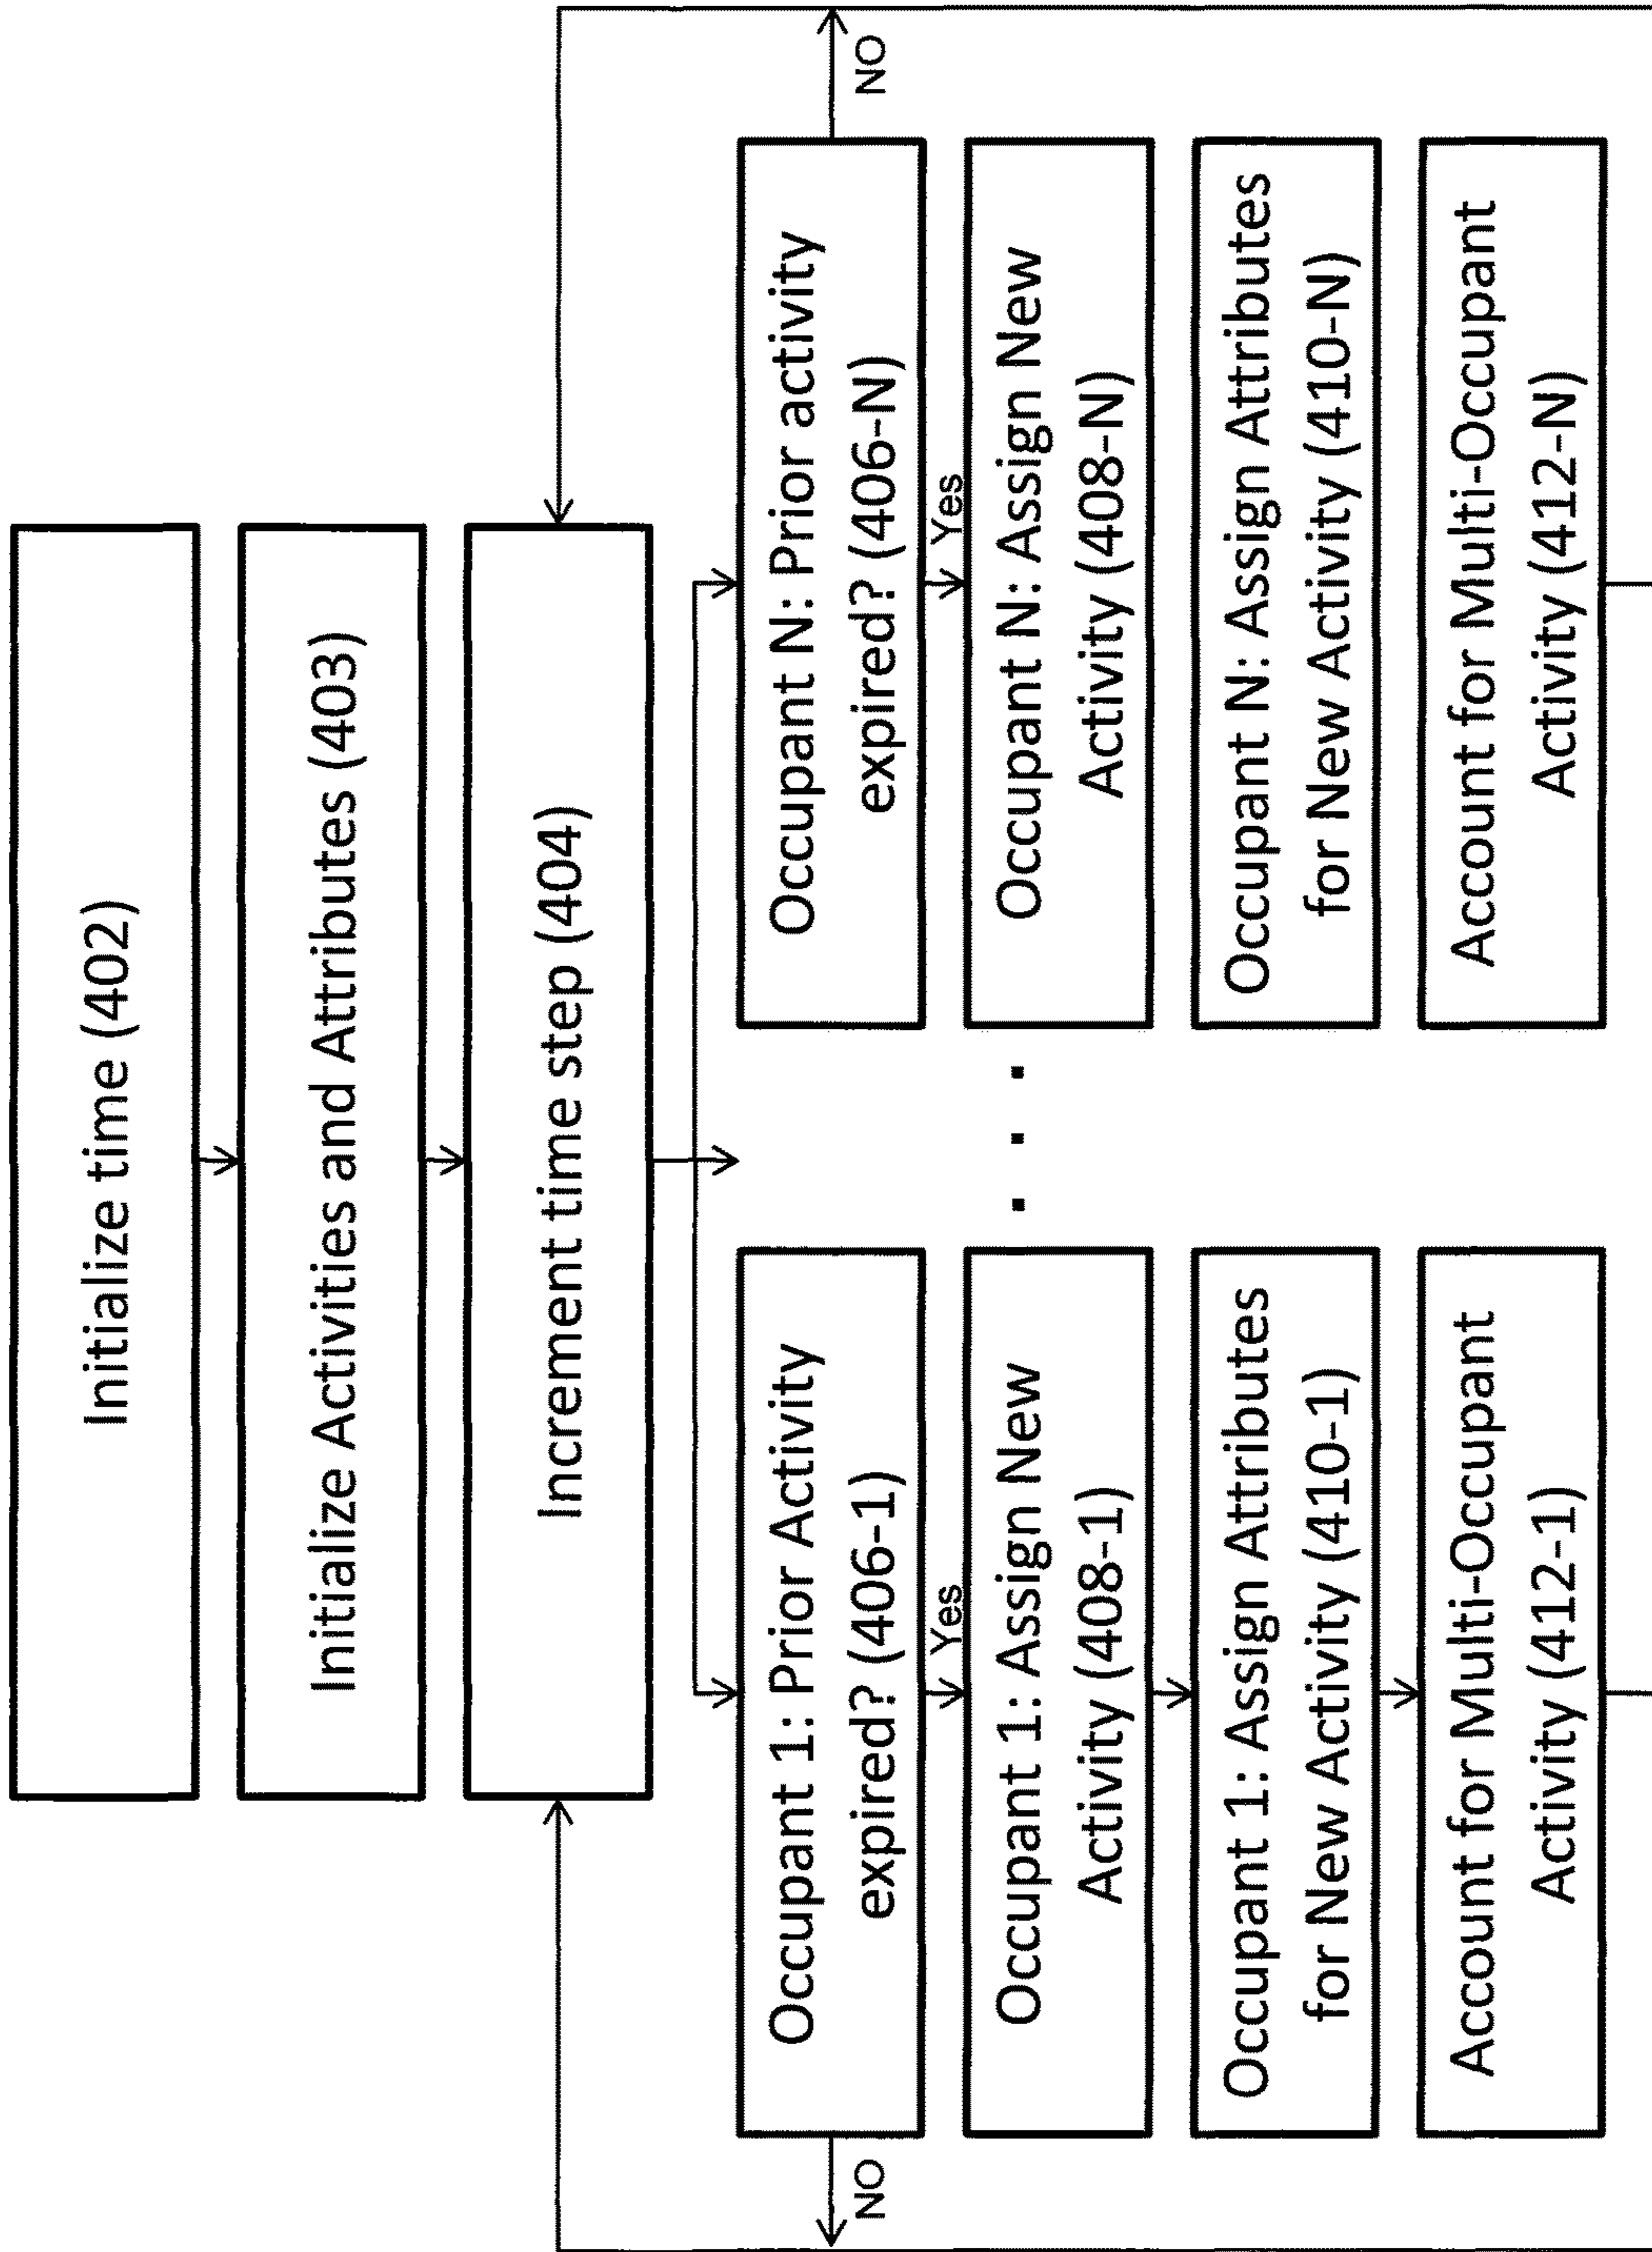 Initialize time (402)
Initialize Activities and Attributes (403)
Increment time step (404)
Occupant 1: Prior Activity
expired? (406-1)
NO
Yes
Occupant 1: Assign New
Activity (408-1)
Occupant 1: Assign Attributes
for New Activity (410-1)
Account for Multi-Occupant
Activity (412-1)
. . .
Occupant N: Prior activity
expired? (406-N)
NO
Yes
Occupant N: Assign New
Activity (408-N)
Occupant N: Assign Attributes
for New Activity (410-N)
Account for Multi-Occupant
Activity (412-N)